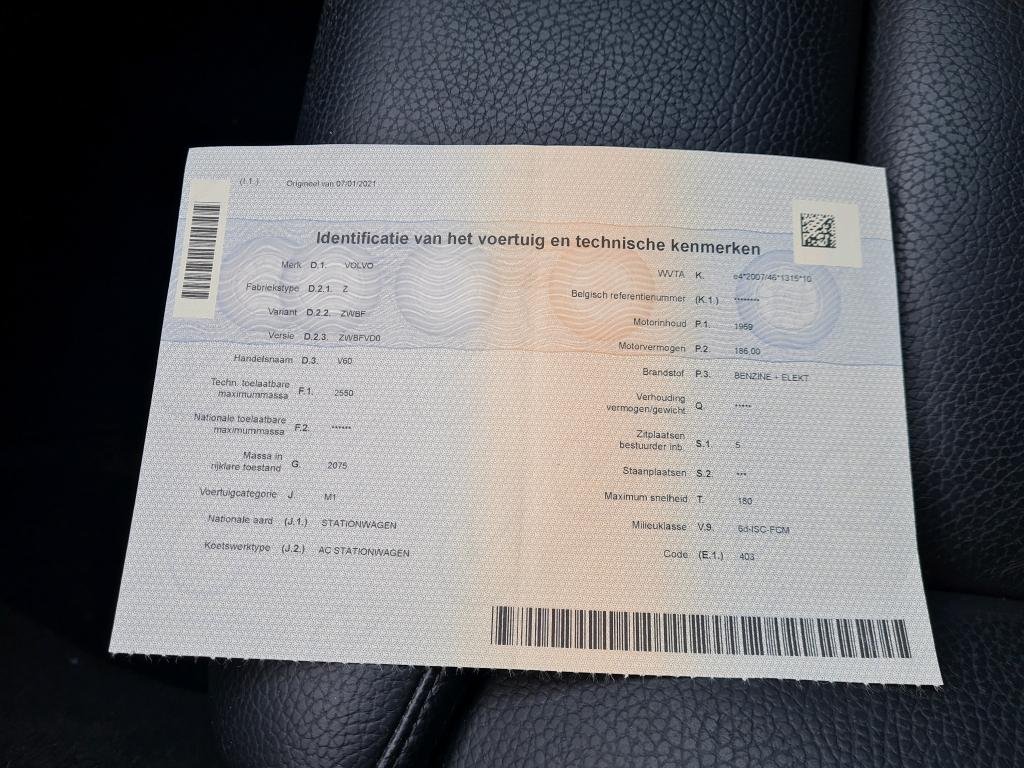 (I.1.) Origineel van 07/01/2021
Identificatie van het voertuig en technische kenmerken
Merk D.1. VOLVO
Fabriekstype D.2.1. Z
Variant D.2.2. ZWBF
Versie D.2.3. ZWBFVD0
Handelsnaam D.3. V60
Techn. toelaatbare
maximummassa F.1. 2550
Nationale toelaatbare
maximummassa F.2. ******
Massa in
rijklare toestand G. 2075
Voertuigcategorie J. M1
Nationale aard (J.1.) STATIONWAGEN
Koetswerktype (J.2.) AC STATIONWAGEN
WVTA K. e4*2007/46*1315*10
Belgisch referentienummer (K.1.) ********
Motorinhoud P.1. 1969
Motorvermogen P.2. 186,00
Brandstof P.3. BENZINE + ELEKT
Verhouding
vermogen/gewicht Q. *****
Zitplaatsen
bestuurder inb. S.1. 5
Staanplaatsen S.2. ***
Maximum snelheid T. 180
Milieuklasse V.9. 6d-ISC-FCM
Code (E.1.) 403